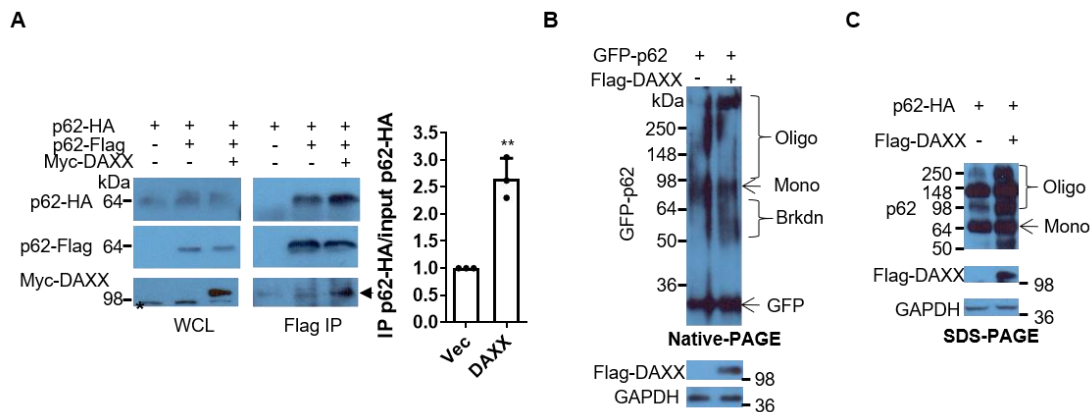 A
p62-HA + + + + + +
p62-Flag - + + - + +
Myc-DAXX - - + - - +
kDa
p62-HA 64
p62-Flag 64
Myc-DAXX
98
*
WCL Flag IP
IP p62-HA/input p62-HA
3.5
3.0
2.5
2.0
1.5
1.0
0.5
0.0
**
Vec DAXX
B
GFP-p62 + +
Flag-DAXX - +
kDa
250
148
98
64
50
36
GFP-p62
Oligo
Mono
Brkdn
GFP
Native-PAGE
Flag-DAXX 98
GAPDH 36
C
p62-HA + +
Flag-DAXX - +
250
148
98
64
50
p62
Oligo
Mono
Flag-DAXX 98
GAPDH 36
SDS-PAGE